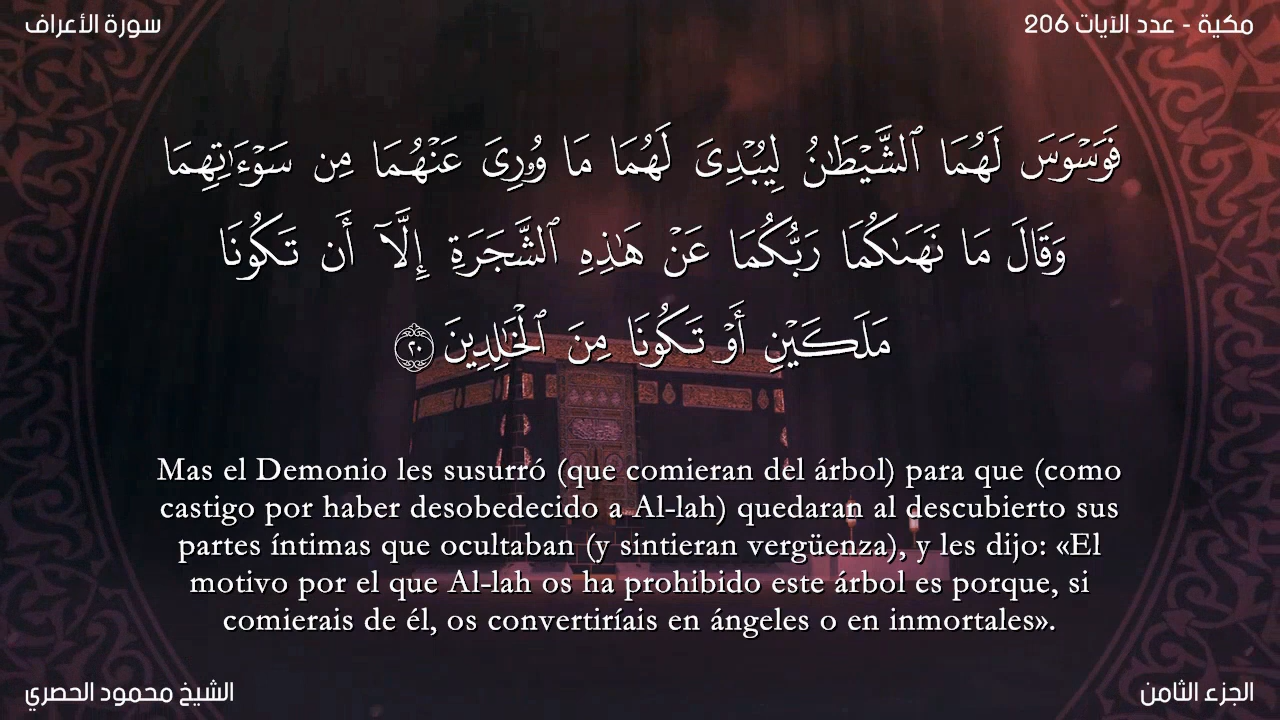 سورة الأعراف
مكية - عدد الآيات 206
فَوَسْوَسَ لَهُمَا ٱلشَّيْطَـٰنُ لِيُبْدِىَ لَهُمَا مَا وُۥرِىَ عَنْهُمَا مِن سَوْءَٰتِهِمَا
وَقَالَ مَا نَهَىٰكُمَا رَبُّكُمَا عَنْ هَـٰذِهِ ٱلشَّجَرَةِ إِلَّآ أَن تَكُونَا
مَلَكَيْنِ أَوْ تَكُونَا مِنَ ٱلْخَـٰلِدِينَ ٢٠
Mas el Demonio les susurró (que comieran del árbol) para que (como
castigo por haber desobedecido a Al-lah) quedaran al descubierto sus
partes íntimas que ocultaban (y sintieran vergüenza), y les dijo: «El
motivo por el que Al-lah os ha prohibido este árbol es porque, si
comierais de él, os convertiríais en ángeles o en inmortales».
الشيخ محمود الحصري
الجزء الثامن